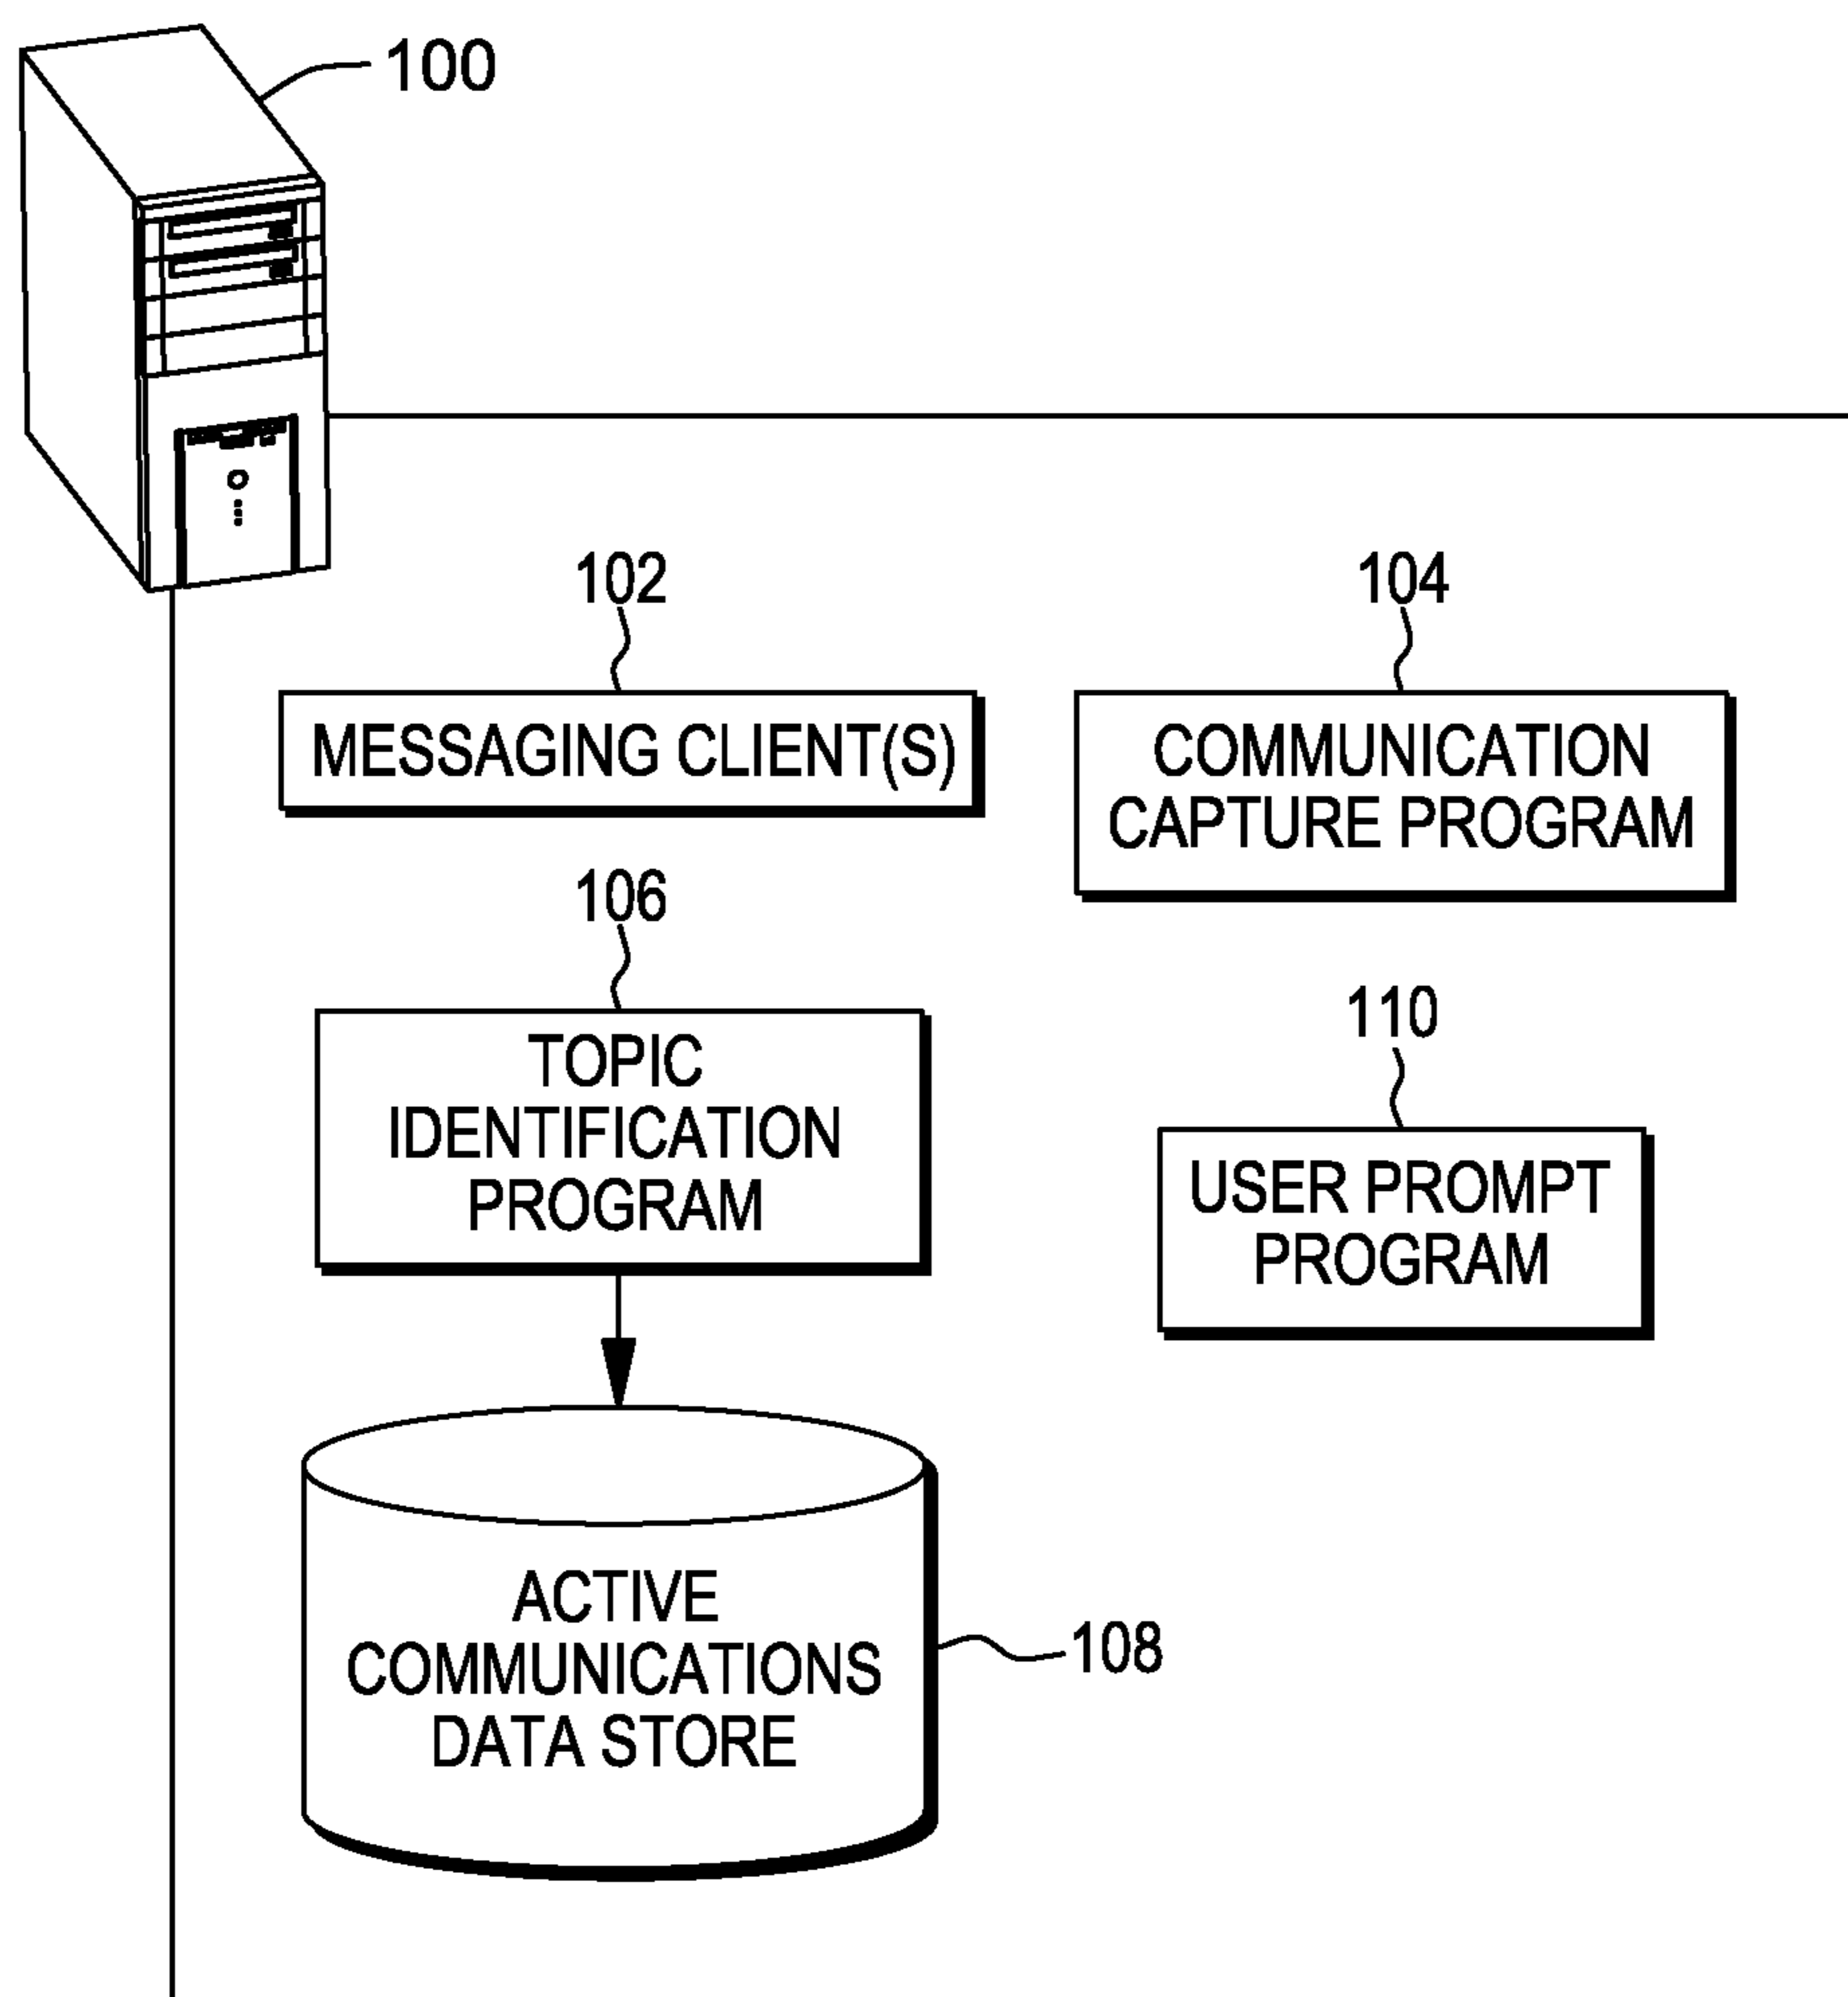 100
102
MESSAGING CLIENT(S)
104
COMMUNICATION
CAPTURE PROGRAM
106
TOPIC
IDENTIFICATION
PROGRAM
110
USER PROMPT
PROGRAM
ACTIVE
COMMUNICATIONS
DATA STORE
108